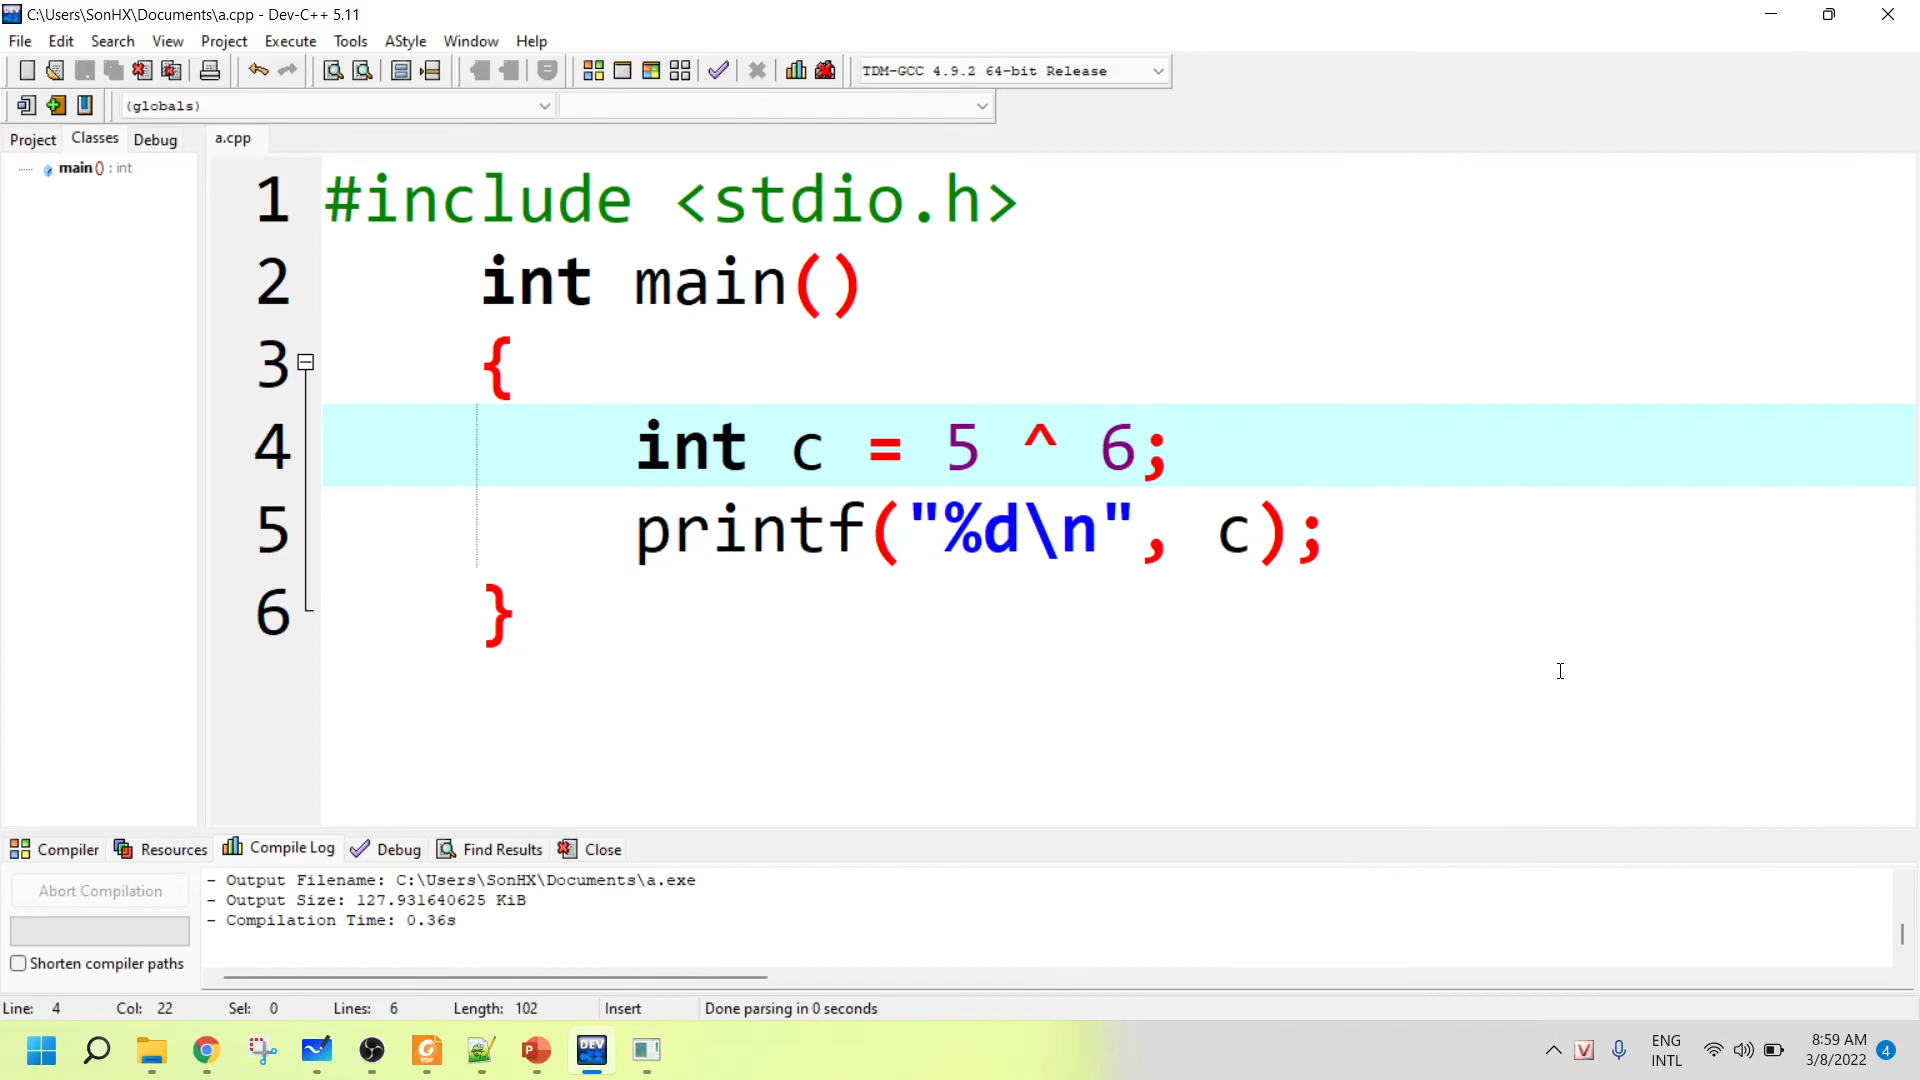 C:\Users\SonHX\Documents\a.cpp - Dev-C++ 5.11
File Edit Search View Project Execute Tools AStyle Window Help
TDM-GCC 4.9.2 64-bit Release
(globals)
Project Classes Debug
a.cpp
main () : int
1 #include <stdio.h>
2 int main()
3 {
4 int c = 5 ^ 6;
5 printf("%d\n", c);
6 }
Compiler Resources Compile Log Debug Find Results Close
Abort Compilation
Shorten compiler paths
- Output Filename: C:\Users\SonHX\Documents\a.exe
- Output Size: 127.931640625 KiB
- Compilation Time: 0.36s
Line: 4 Col: 22 Sel: 0 Lines: 6 Length: 102 Insert Done parsing in 0 seconds
DEV C++
PDF
P
V
ENG
INTL
8:59 AM
3/8/2022
4